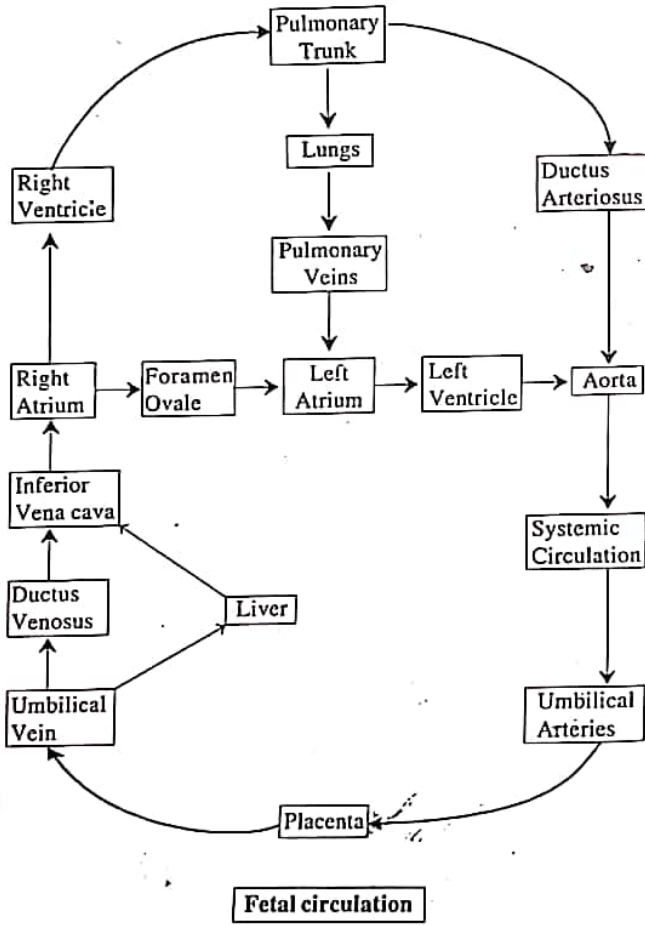 Pulmonary
Trunk
Lungs
Right
Ventricle
Ductus
Arteriosus
Pulmonary
Veins
Right
Atrium
Foramen
Ovale
Left
Atrium
Left
Ventricle
Aorta
Inferior
Vena cava
Systemic
Circulation
Ductus
Venosus
Liver
Umbilical
Vein
Umbilical
Arteries
Placenta
Fetal circulation